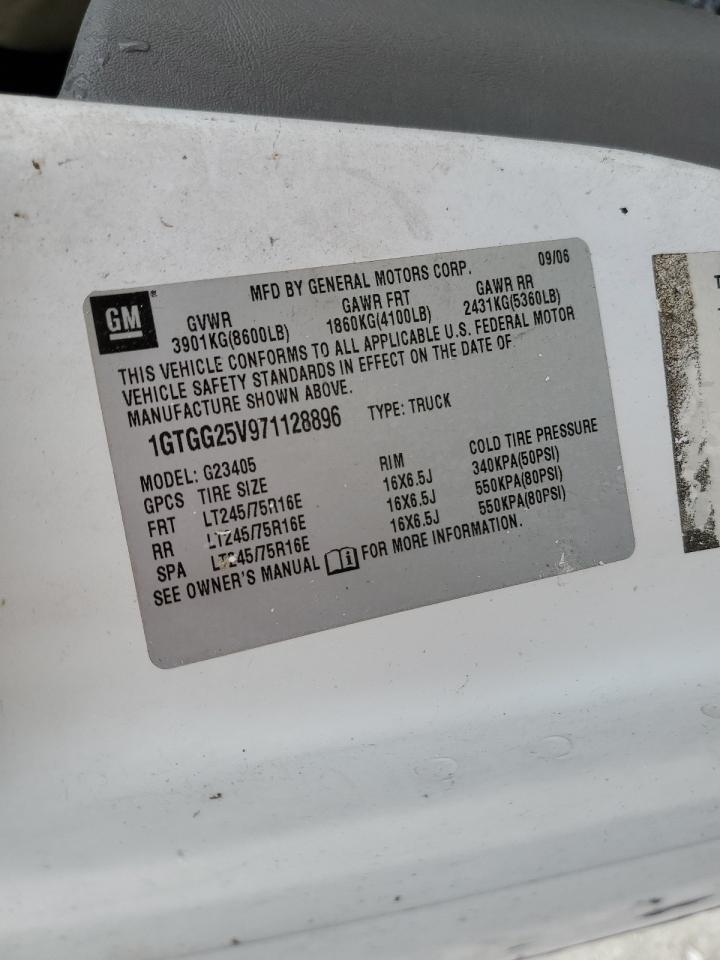 GM
MFD BY GENERAL MOTORS CORP. 09/06
GVWR GAWR FRT GAWR RR
3901KG(8600LB) 1860KG(4100LB) 2431KG(5360LB)
THIS VEHICLE CONFORMS TO ALL APPLICABLE U.S. FEDERAL MOTOR
VEHICLE SAFETY STANDARDS IN EFFECT ON THE DATE OF
MANUFACTURE SHOWN ABOVE.
1GTGG25V971128896 TYPE: TRUCK
MODEL: G23405
GPCS TIRE SIZE RIM COLD TIRE PRESSURE
FRT LT245/75R16E 16X6.5J 340KPA(50PSI)
RR LT245/75R16E 16X6.5J 550KPA(80PSI)
SPA LT245/75R16E 16X6.5J 550KPA(80PSI)
SEE OWNER'S MANUAL FOR MORE INFORMATION.